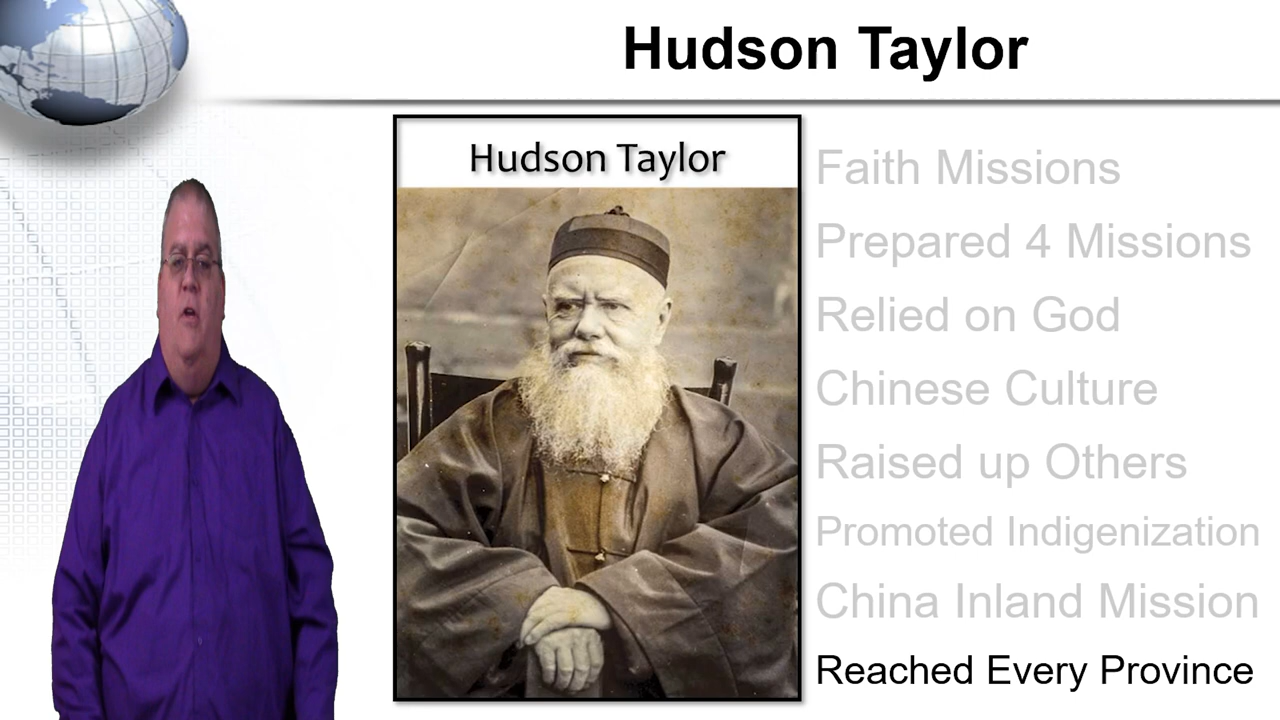 Hudson Taylor
Hudson Taylor
Faith Missions
Prepared 4 Missions
Relied on God
Chinese Culture
Raised up Others
Promoted Indigenization
China Inland Mission
Reached Every Province